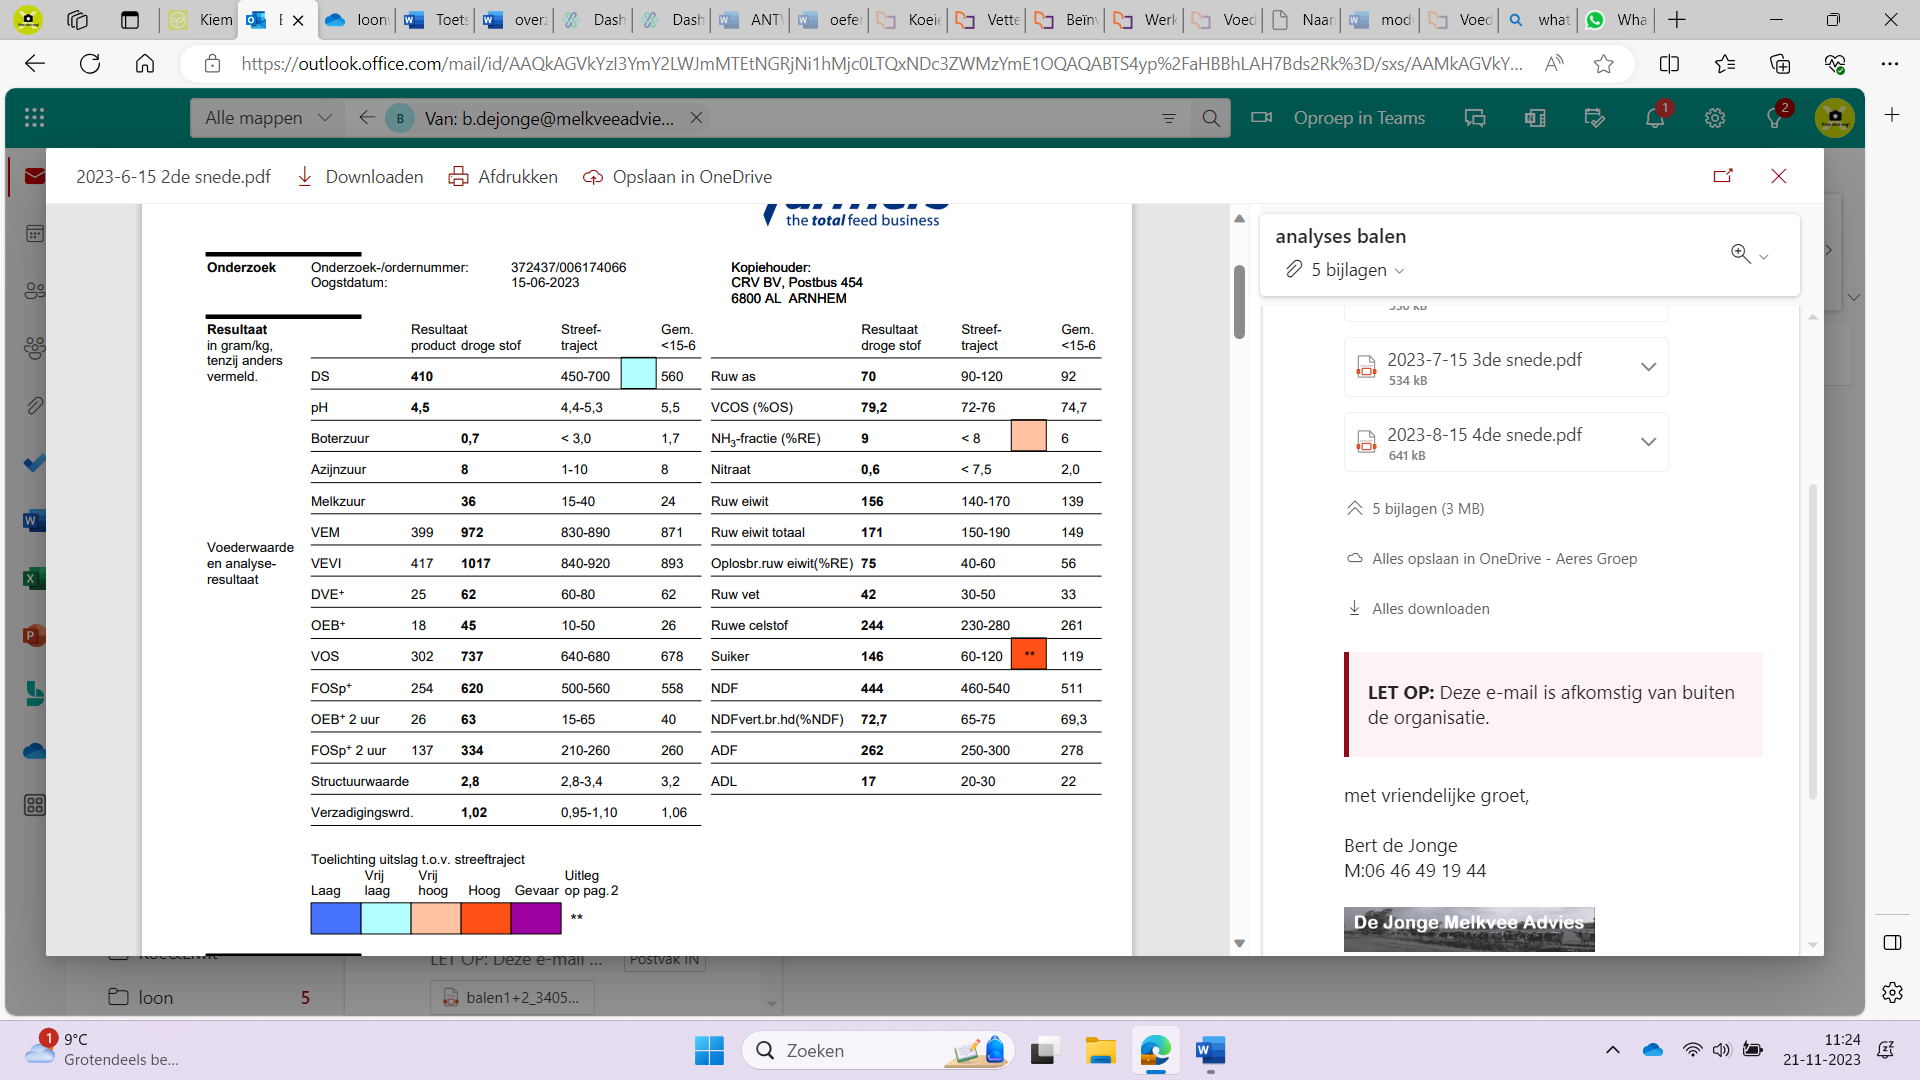 Kiem
E
loon
Toets
overz
Dash
Dash
ANT
oefer
Koeie
Vette
Beïnv
Werk
Voed
Naar
mod
Voed
what
Wha
https://outlook.office.com/mail/id/AAQkAGVkYzI3YmY2LWJmMTEtNGRjNi1hMjc0LTQxNDc3ZWMzYmE1OQAQABTS4yp%2FaHBBhLAH7Bds2Rk%3D/sxs/AAMkAGVkY...
Alle mappen
B
Van: b.dejonge@melkveeadvie...
Oproep in Teams
1
2
2023-6-15 2de snede.pdf
Downloaden
Afdrukken
Opslaan in OneDrive
the total feed business
Onderzoek
Onderzoek-/ordernummer: 372437/006174066
Oogstdatum: 15-06-2023
Kopiehouder:
CRV BV, Postbus 454
6800 AL ARNHEM
Resultaat
in gram/kg,
tenzij anders
vermeld.
Resultaat Streef- Gem.
product droge stof traject <15-6
DS 410 450-700 560
pH 4,5 4,4-5,3 5,5
Boterzuur 0,7 < 3,0 1,7
Azijnzuur 8 1-10 8
Melkzuur 36 15-40 24
Voederwaarde
en analyse-
resultaat
VEM 399 972 830-890 871
VEVI 417 1017 840-920 893
DVE+ 25 62 60-80 62
OEB+ 18 45 10-50 26
VOS 302 737 640-680 678
FOSp+ 254 620 500-560 558
OEB+ 2 uur 26 63 15-65 40
FOSp+ 2 uur 137 334 210-260 260
Structuurwaarde 2,8 2,8-3,4 3,2
Verzadigingswrd. 1,02 0,95-1,10 1,06
Resultaat Streef- Gem.
droge stof traject <15-6
Ruw as 70 90-120 92
VCOS (%OS) 79,2 72-76 74,7
NH3-fractie (%RE) 9 < 8 6
Nitraat 0,6 < 7,5 2,0
Ruw eiwit 156 140-170 139
Ruw eiwit totaal 171 150-190 149
Oplosbr.ruw eiwit(%RE) 75 40-60 56
Ruw vet 42 30-50 33
Ruwe celstof 244 230-280 261
Suiker 146 60-120 ** 119
NDF 444 460-540 511
NDFvert.br.hd(%NDF) 72,7 65-75 69,3
ADF 262 250-300 278
ADL 17 20-30 22
Toelichting uitslag t.o.v. streeftraject
Vrij Vrij Uitleg
Laag laag hoog Hoog Gevaar op pag.2
**
analyses balen
5 bijlagen
2023-7-15 3de snede.pdf
534 kB
2023-8-15 4de snede.pdf
641 kB
5 bijlagen (3 MB)
Alles opslaan in OneDrive - Aeres Groep
Alles downloaden
LET OP: Deze e-mail is afkomstig van buiten
de organisatie.
met vriendelijke groet,
Bert de Jonge
M:06 46 49 19 44
De Jonge Melkvee Advies
LET OP: Deze e-mail ...
Postvak IN
loon 5
balen1+2_3405...
1
9°C
Grotendeels be...
Zoeken
11:24
21-11-2023